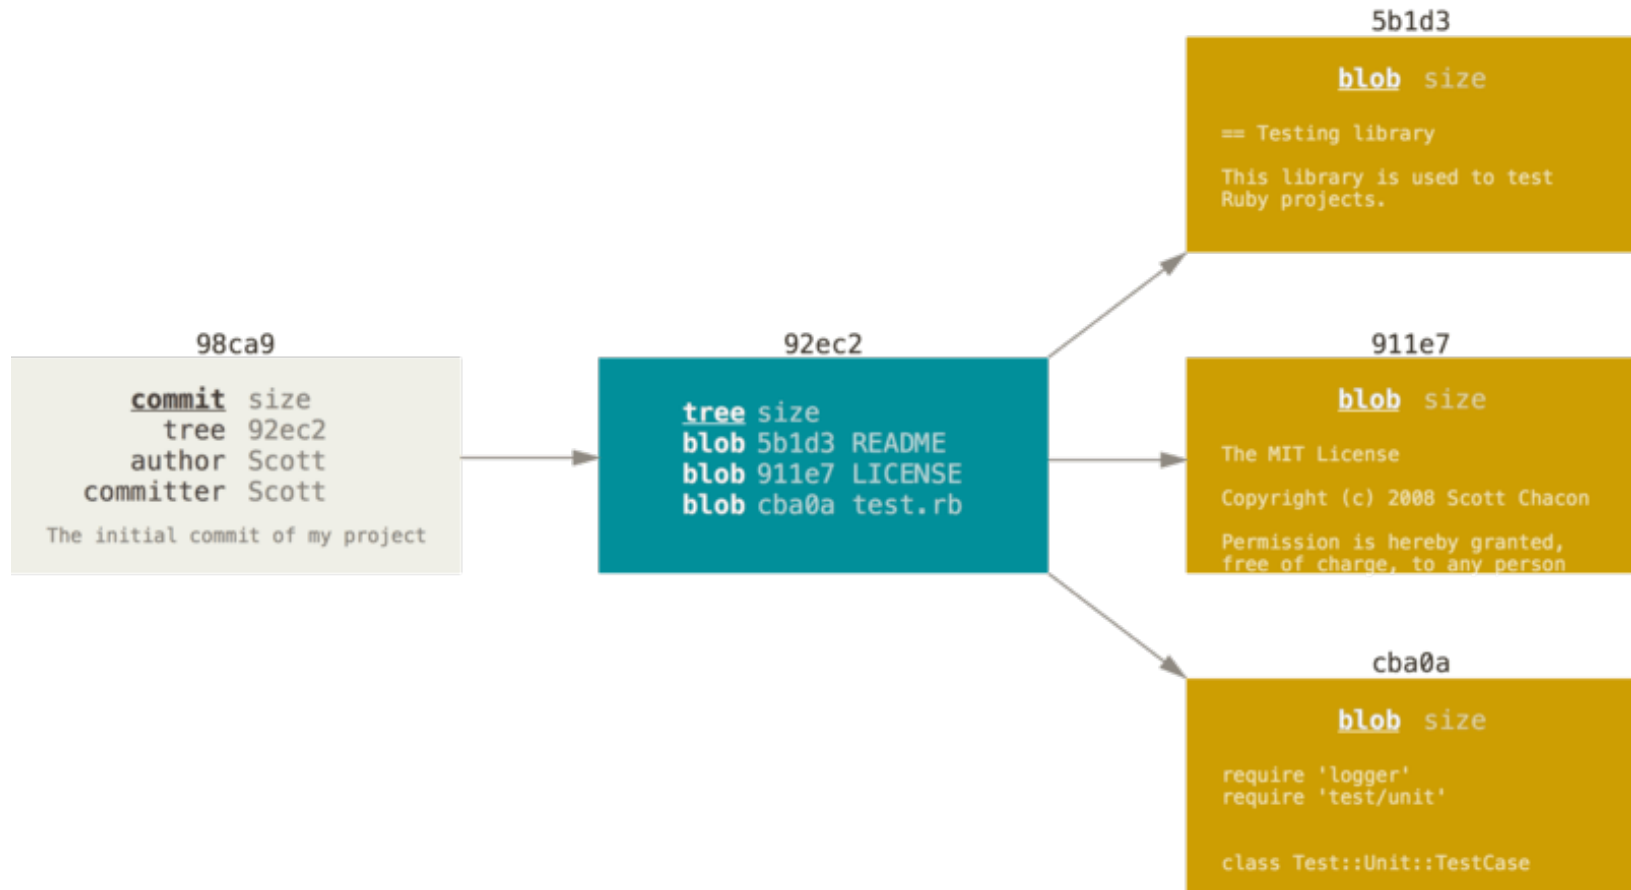 98ca9
commit size
tree 92ec2
author Scott
committer Scott
The initial commit of my project
92ec2
tree size
blob 5b1d3 README
blob 911e7 LICENSE
blob cba0a test.rb
5b1d3
blob size
== Testing library
This library is used to test
Ruby projects.
911e7
blob size
The MIT License
Copyright (c) 2008 Scott Chacon
Permission is hereby granted,
free of charge, to any person
cba0a
blob size
require 'logger'
require 'test/unit'
class Test::Unit::TestCase